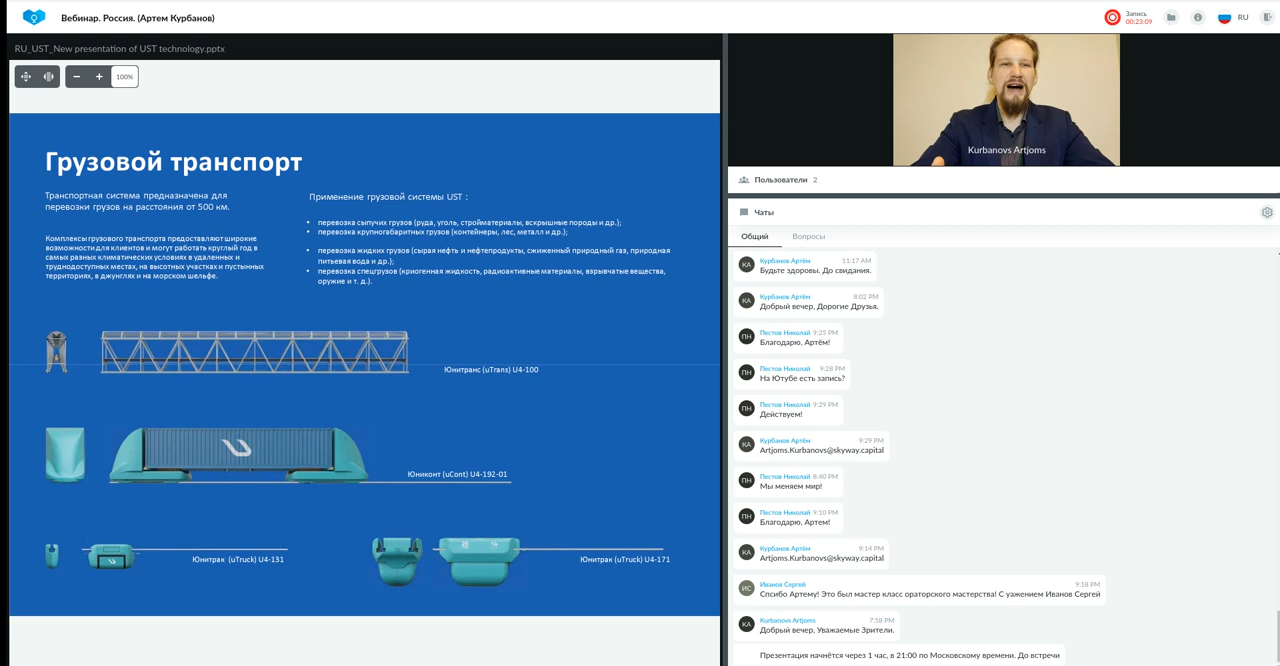 Вебинар. Россия. (Артем Курбанов)
Запись
00:23:09
RU
RU_UST_New presentation of UST technology.pptx
100%
Грузовой транспорт
Транспортная система предназначена для
перевозки грузов на расстояния от 500 км.
Комплексы грузового транспорта предоставляют широкие
возможности для клиентов и могут работать круглый год в
самых разных климатических условиях в удаленных и
труднодоступных местах, на высотных участках и пустынных
территориях, в джунглях и на морском шельфе.
Применение грузовой системы UST :
• перевозка сыпучих грузов (руда, уголь, стройматериалы, вскрышные породы и др.);
• перевозка крупногабаритных грузов (контейнеры, лес, металл и др.);
• перевозка жидких грузов (сырая нефть и нефтепродукты, сжиженный природный газ, природная
питьевая вода и др.);
• перевозка спецгрузов (криогенная жидкость, радиоактивные материалы, взрывчатые вещества,
оружие и т. д.).
Юнитранс (uTrans) U4-100
Юниконт (uCont) U4-192-01
Юнитрак (uTruck) U4-131
Юнитрак (uTruck) U4-171
Kurbanovs Artjoms
Пользователи 2
Чаты
Общий
Вопросы
КА
Курбанов Артём 11:17 AM
Будьте здоровы. До свидания.
КА
Курбанов Артём 8:02 PM
Добрый вечер, Дорогие Друзья.
ПН
Пестов Николай 9:25 PM
Благодарю, Артём!
ПН
Пестов Николай 9:28 PM
На Ютубе есть запись?
ПН
Пестов Николай 9:29 PM
Действуем!
КА
Курбанов Артём 9:29 PM
Artjoms.Kurbanovs@skyway.capital
ПН
Пестов Николай 8:40 PM
Мы меняем мир!
ПН
Пестов Николай 9:10 PM
Благодарю, Артем!
КА
Курбанов Артём 9:14 PM
Artjoms.Kurbanovs@skyway.capital
ИС
Иванов Сергей 9:18 PM
Спсибо Артему! Это был мастер класс ораторского мастерства! С уажением Иванов Сергей
КА
Kurbanovs Artjoms 7:58 PM
Добрый вечер, Уважаемые Зрители.
Презентация начнётся через 1 час, в 21:00 по Московскому времени. До встречи